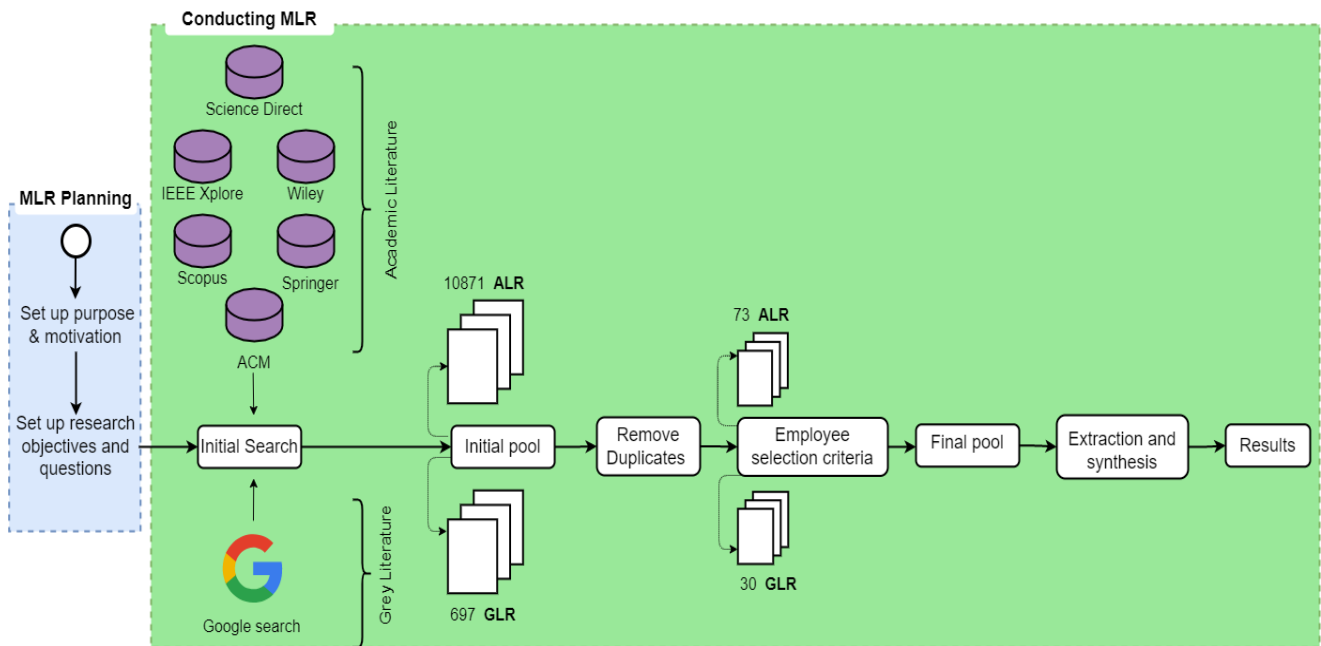 Conducting MLR
Science Direct
IEEE Xplore
Wiley
Scopus
Springer
ACM
Academic Literature
MLR Planning
Set up purpose
& motivation
Set up research
objectives and
questions
Initial Search
Google search
Grey Literature
10871 ALR
Initial pool
697 GLR
Remove
Duplicates
73 ALR
Employee
selection criteria
30 GLR
Final pool
Extraction and
synthesis
Results